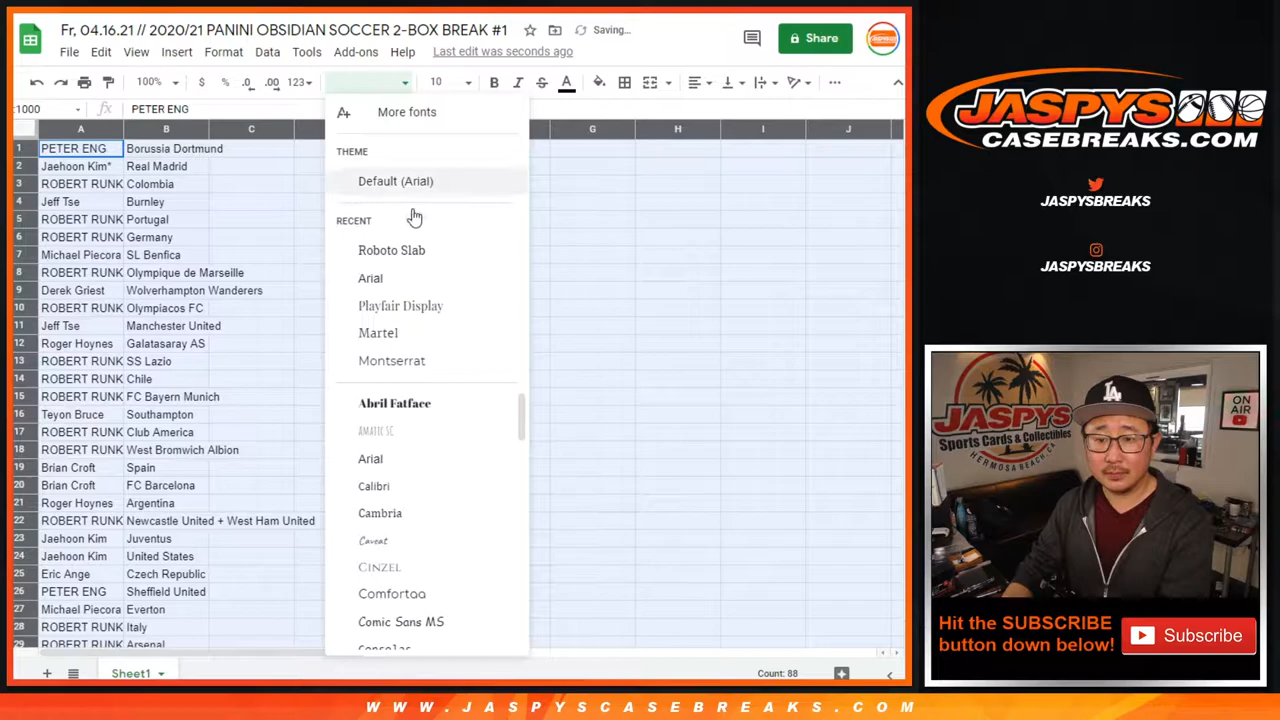 Fr, 04.16.21 // 2020/21 PANINI OBSIDIAN SOCCER 2-BOX BREAK #1
Saving...
File Edit View Insert Format Data Tools Add-ons Help Last edit was seconds ago
Share
100% $ % .0 .00 123 10 B I S A
:1000 fx PETER ENG
A B C G H I J
1 PETER ENG Borussia Dortmund
2 Jaehoon Kim* Real Madrid
3 ROBERT RUNK Colombia
4 Jeff Tse Burnley
5 ROBERT RUNK Portugal
6 ROBERT RUNK Germany
7 Michael Piecora SL Benfica
8 ROBERT RUNK Olympique de Marseille
9 Derek Griest Wolverhampton Wanderers
10 ROBERT RUNK Olympiacos FC
11 Jeff Tse Manchester United
12 Roger Hoynes Galatasaray AS
13 ROBERT RUNK SS Lazio
14 ROBERT RUNK Chile
15 ROBERT RUNK FC Bayern Munich
16 Teyon Bruce Southampton
17 ROBERT RUNK Club America
18 ROBERT RUNK West Bromwich Albion
19 Brian Croft Spain
20 Brian Croft FC Barcelona
21 Roger Hoynes Argentina
22 ROBERT RUNK Newcastle United + West Ham United
23 Jaehoon Kim Juventus
24 Jaehoon Kim United States
25 Eric Ange Czech Republic
26 PETER ENG Sheffield United
27 Michael Piecora Everton
28 ROBERT RUNK Italy
29 ROBERT RUNK Arsenal
More fonts
THEME
Default (Arial)
RECENT
Roboto Slab
Arial
Playfair Display
Martel
Montserrat
Abril Fatface
AMATIC SC
Arial
Calibri
Cambria
Caveat
CINZEL
Comfortaa
Comic Sans MS
Consolas
Sheet1
Count: 88
JASPYS
CASEBREAKS.COM
JASPYSBREAKS
JASPYSBREAKS
JASPYS
Sports Cards & Collectibles
HERMOSA BEACH, CA
LA
ON
AIR
Hit the SUBSCRIBE
button down below!
Subscribe
WWW.JASPYSCASEBREAKS.COM